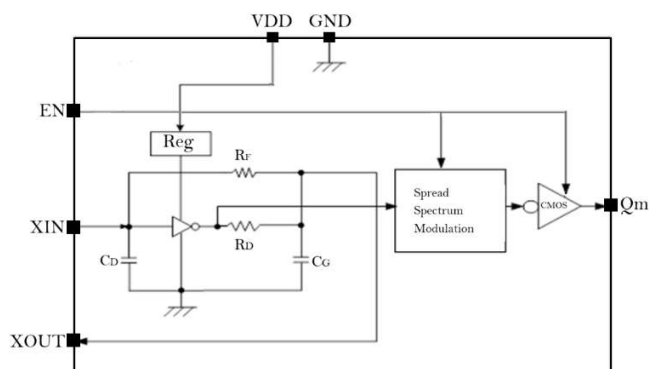 VDD GND
EN
Reg
RF
Spread
Spectrum
Modulation
CMOS
Qm
XIN
RD
CD
CG
XOUT